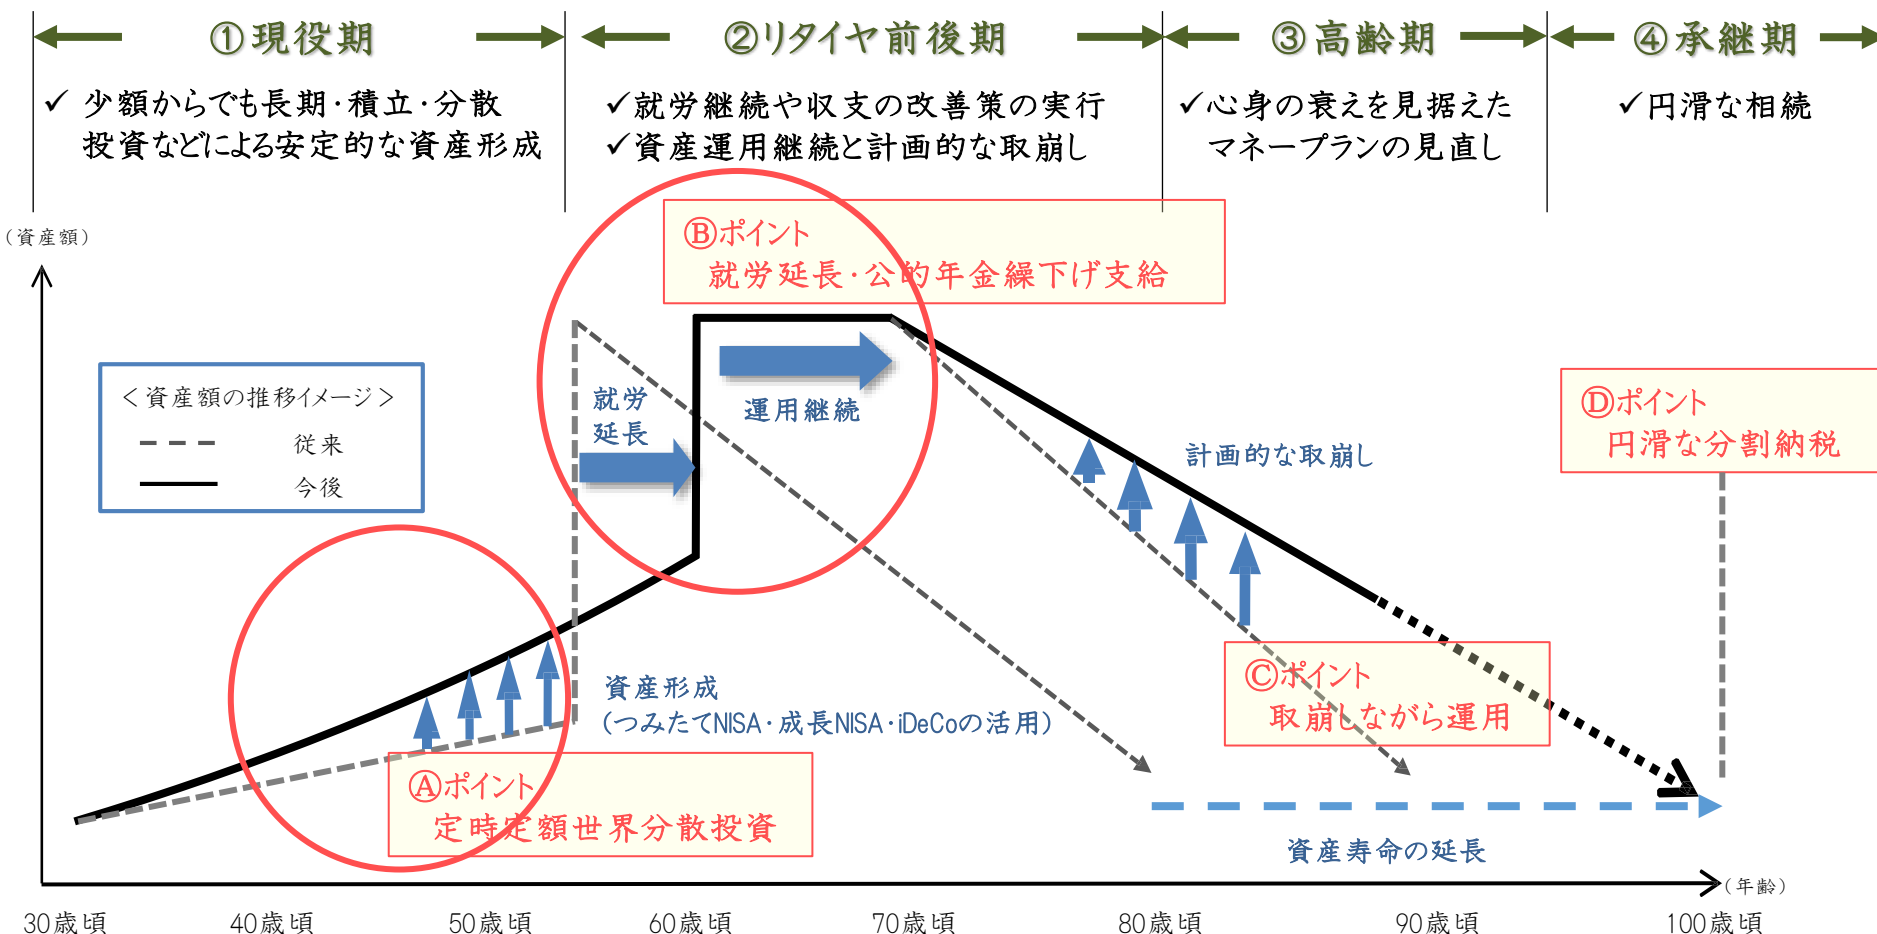 ①現役期
②リタイヤ前後期
③高齢期
④承継期
✓ 少額からでも長期・積立・分散
投資などによる安定的な資産形成
✓就労継続や収支の改善策の実行
✓資産運用継続と計画的な取崩し
✓心身の衰えを見据えた
マネープランの見直し
✓円滑な相続
(資産額)
Ⓑポイント
就労延長・公的年金繰下げ支給
<資産額の推移イメージ>
従来
今後
就労
延長
運用継続
計画的な取崩し
Ⓓポイント
円滑な分割納税
資産形成
(つみたてNISA・成長NISA・iDeCoの活用)
Ⓒポイント
取崩しながら運用
Ⓐポイント
定時定額世界分散投資
資産寿命の延長
(年齢)
30歳頃
40歳頃
50歳頃
60歳頃
70歳頃
80歳頃
90歳頃
100歳頃